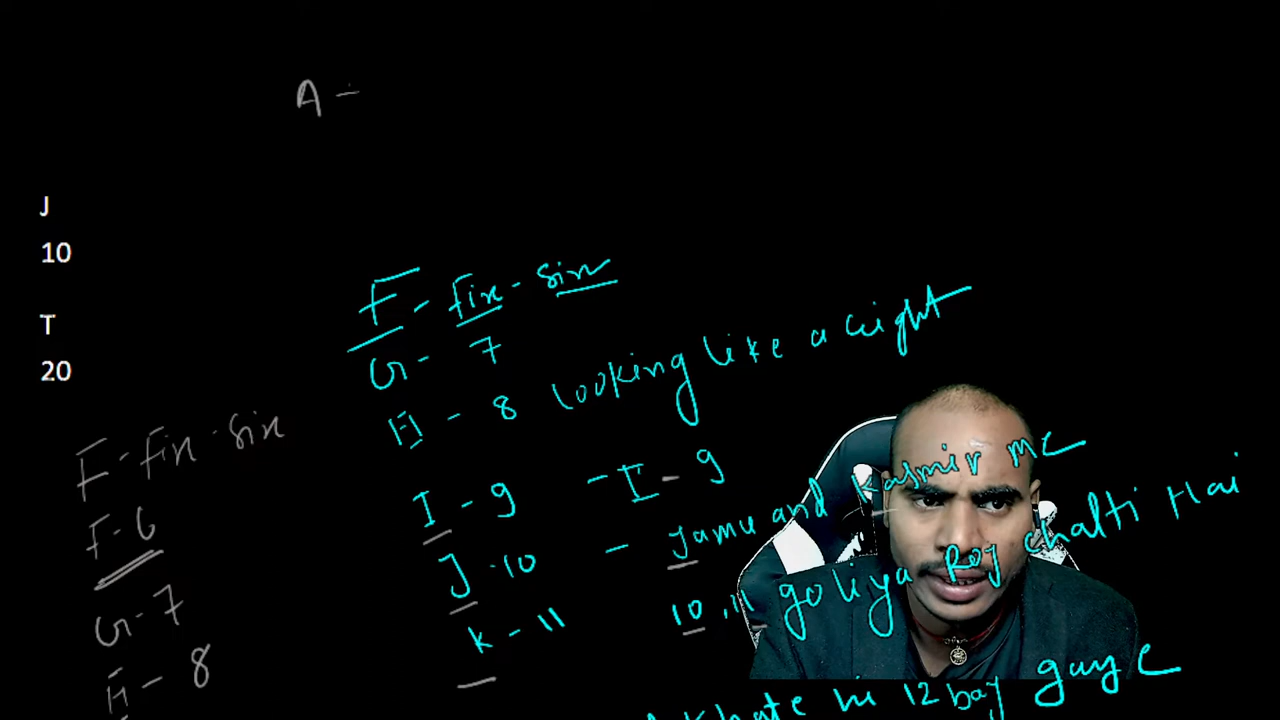 A -
J
10
T
20
F - fix - six
G - 7
H - 8 looking like a eight
I - 9 - I - 9
J - 10 - Jamu and Kasmir me
K - 11 10, 11 goliya Roj chalti Hai
khate hi 12 baj gaye
F - fix - six
F - 6
G - 7
H - 8